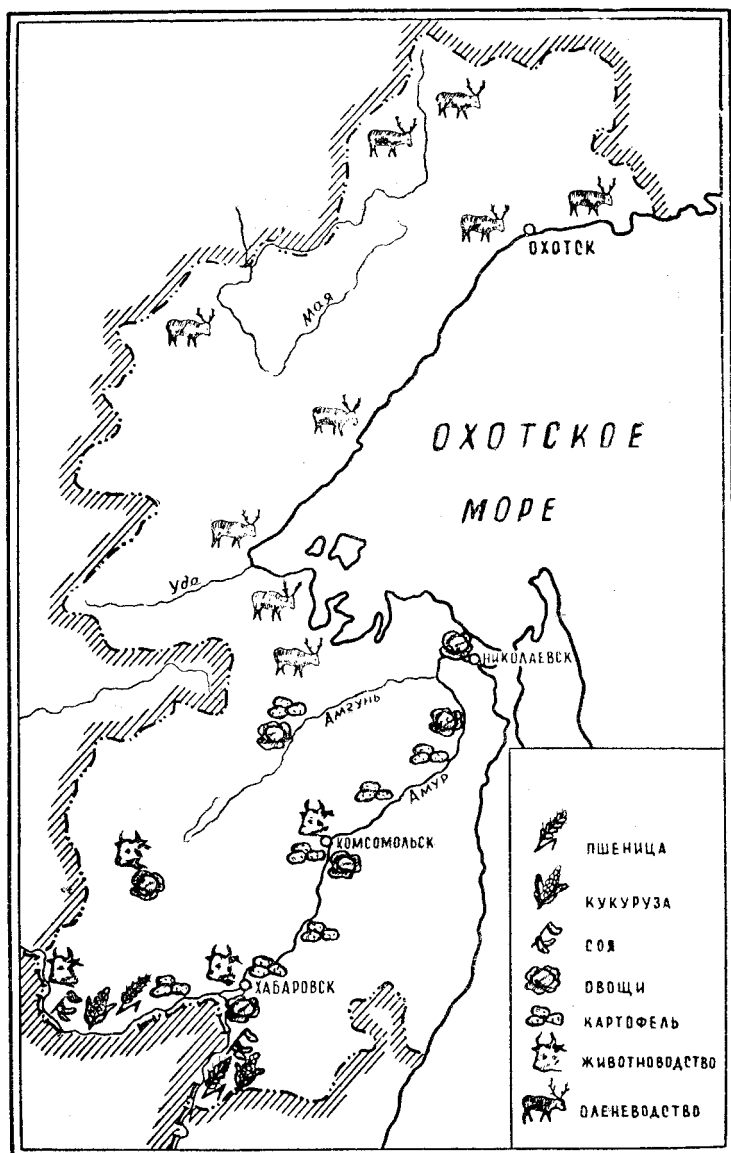 ОХОТСК
Мая
ОХОТСКОЕ
МОРЕ
Уда
НИКОЛАЕВСК
Амгунь
Амур
КОМСОМОЛЬСК
ХАБАРОВСК
ПШЕНИЦА
КУКУРУЗА
СОЯ
ОВОЩИ
КАРТОФЕЛЬ
ЖИВОТНОВОДСТВО
ОЛЕНЕВОДСТВО